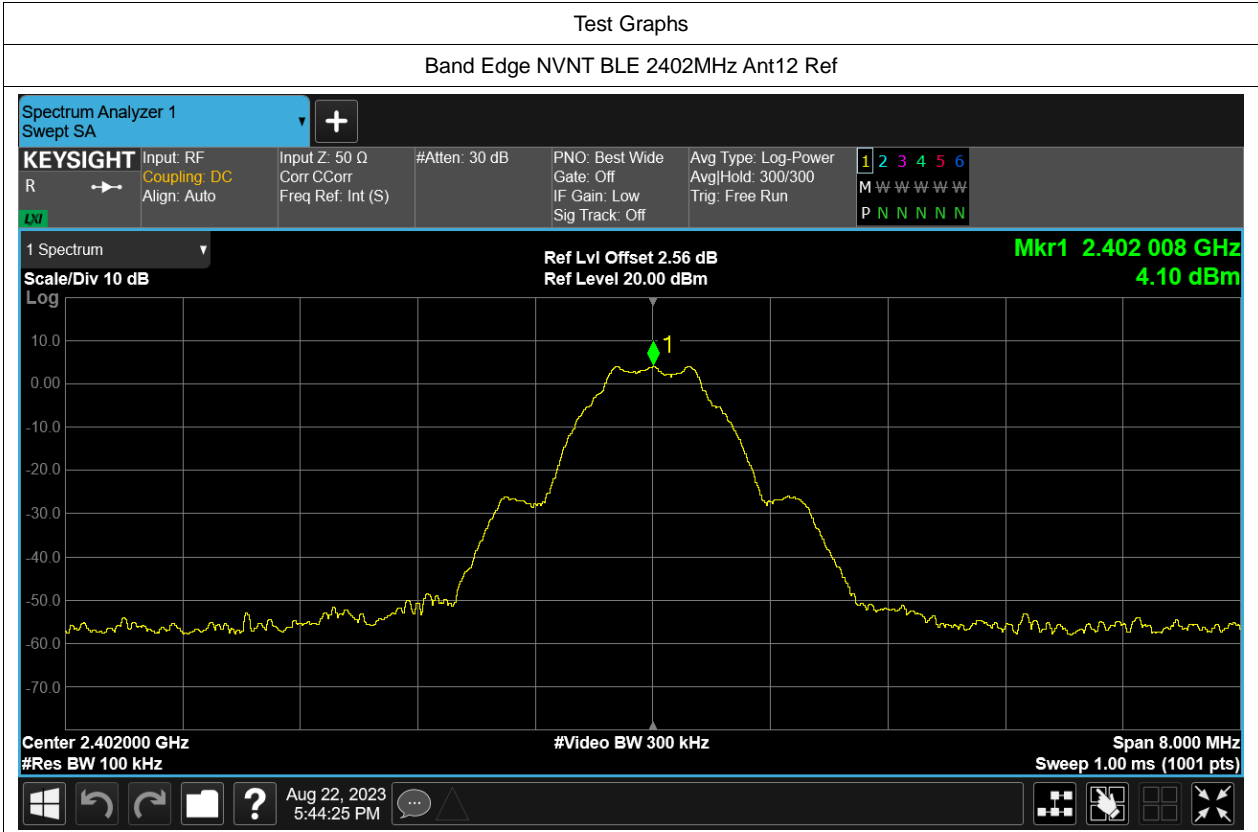 Test Graphs
Band Edge NVNT BLE 2402MHz Ant12 Ref
Spectrum Analyzer 1
Swept SA
+
KEYSIGHT
R
LXI
Input: RF
Coupling: DC
Align: Auto
Input Z: 50 Ω
Corr CCorr
Freq Ref: Int (S)
#Atten: 30 dB
PNO: Best Wide
Gate: Off
IF Gain: Low
Sig Track: Off
Avg Type: Log-Power
Avg|Hold: 300/300
Trig: Free Run
1 2 3 4 5 6
M W W W W W
P N N N N N
1 Spectrum
Scale/Div 10 dB
Log
Ref Lvl Offset 2.56 dB
Ref Level 20.00 dBm
Mkr1 2.402 008 GHz
4.10 dBm
1
10.0
0.00
-10.0
-20.0
-30.0
-40.0
-50.0
-60.0
-70.0
Center 2.402000 GHz
#Res BW 100 kHz
#Video BW 300 kHz
Span 8.000 MHz
Sweep 1.00 ms (1001 pts)
?
Aug 22, 2023
5:44:25 PM